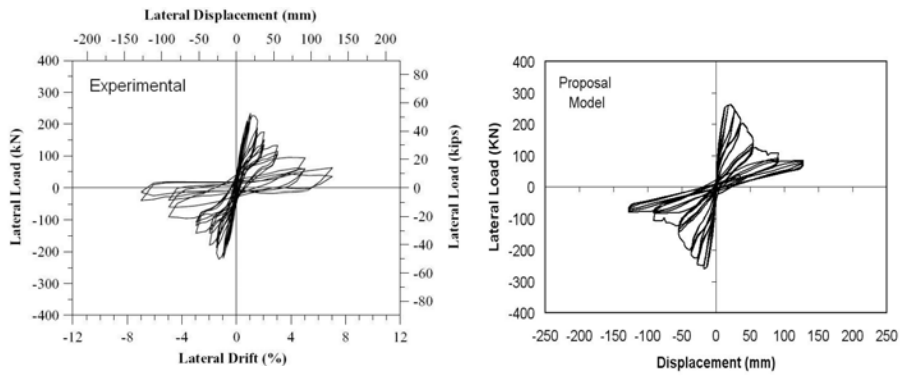 Lateral Displacement (mm)
-200 -150 -100 -50 0 50 100 150 200
400
300
200
100
0
-100
-200
-300
-400
Lateral Load (kN)
Experimental
80
60
40
20
0
-20
-40
-60
-80
Lateral Load (kips)
-12 -8 -4 0 4 8 12
Lateral Drift (%)
400
300
200
100
0
-100
-200
-300
-400
Lateral Load (KN)
Proposal
Model
-250 -200 -150 -100 -50 0 50 100 150 200 250
Displacement (mm)